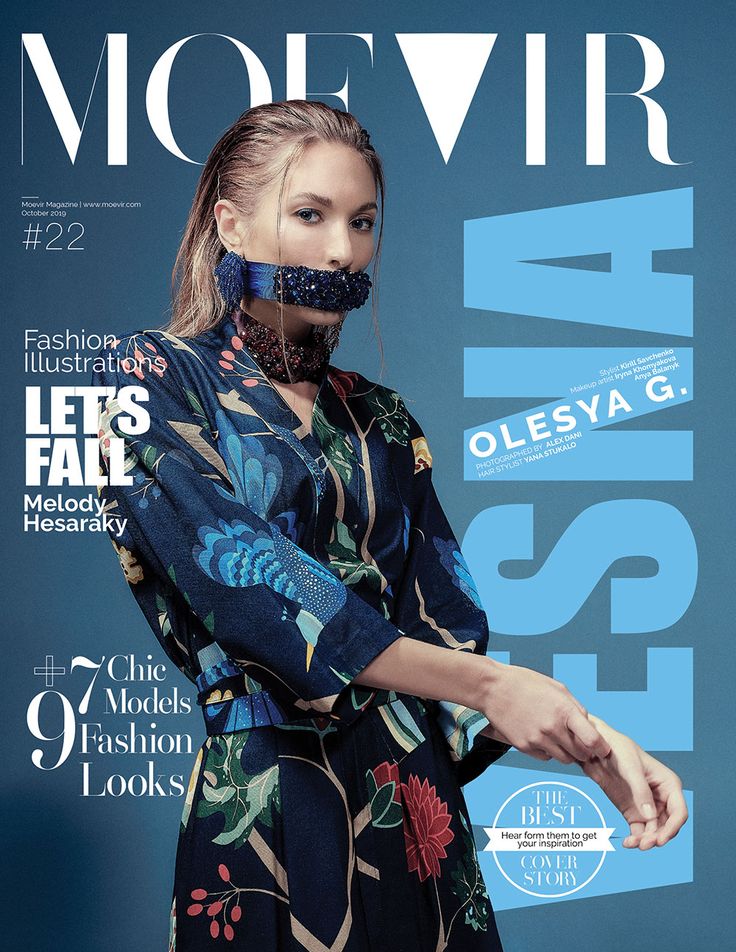 MOEVIR
Moevir Magazine | www.moevir.com
October 2019
#22
Fashion
Illustrations
LET'S
FALL
Melody
Hesaraky
+7 Chic
Models
9 Fashion
Looks
VESNA
Stylist Kirill Savchenko
Makeup artist Iryna Khomyakova
Anya Belanyk
OLESYA G.
PHOTOGRAPHED BY: ALEX DANI
HAIR STYLIST YANA STUKALO
THE
BEST
Hear form them to get
your inspiration
COVER
STORY